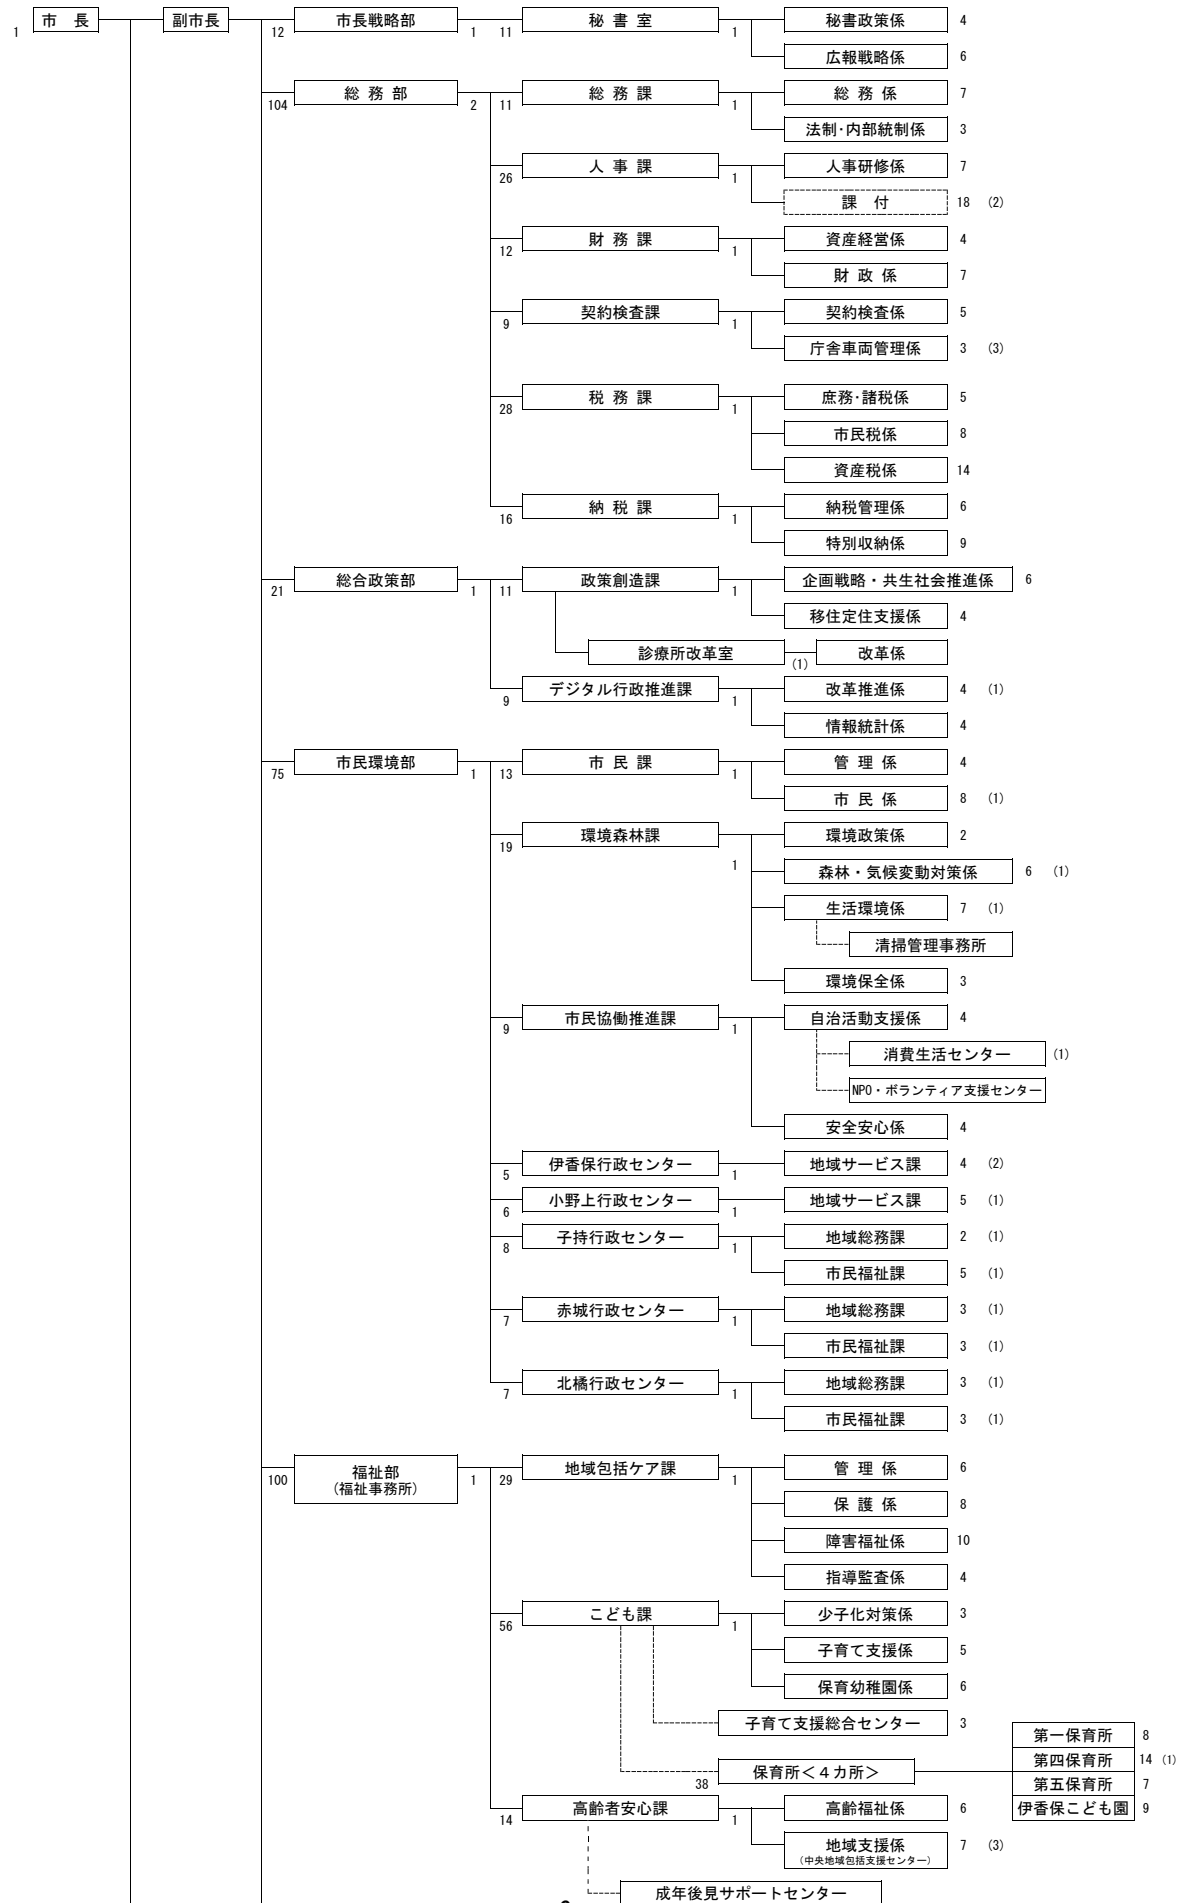 1 市 長 副市長 12 市長戦略部 1 11 秘 書 室 1 秘書政策係 4
広報戦略係 6
104 総 務 部 2 11 総 務 課 1 総 務 係 7
法制･内部統制係 3
26 人 事 課 1 人事研修係 7
課 付 18 (2)
12 財 務 課 1 資産経営係 4
財 政 係 7
9 契約検査課 1 契約検査係 5
庁舎車両管理係 3 (3)
28 税 務 課 1 庶務･諸税係 5
市民税係 8
資産税係 14
16 納 税 課 1 納税管理係 6
特別収納係 9
21 総合政策部 1 11 政策創造課 1 企画戦略・共生社会推進係 6
移住定住支援係 4
診療所改革室 (1) 改革係
9 デジタル行政推進課 1 改革推進係 4 (1)
情報統計係 4
75 市民環境部 1 13 市 民 課 1 管 理 係 4
市 民 係 8 (1)
19 環境森林課 1 環境政策係 2
森林・気候変動対策係 6 (1)
生活環境係 7 (1)
清掃管理事務所
環境保全係 3
9 市民協働推進課 1 自治活動支援係 4
消費生活センター (1)
NPO・ボランティア支援センター
安全安心係 4
5 伊香保行政センター 1 地域サービス課 4 (2)
6 小野上行政センター 1 地域サービス課 5 (1)
8 子持行政センター 1 地域総務課 2 (1)
市民福祉課 5 (1)
7 赤城行政センター 1 地域総務課 3 (1)
市民福祉課 3 (1)
7 北橘行政センター 1 地域総務課 3 (1)
市民福祉課 3 (1)
100 福祉部 1 29 地域包括ケア課 1 管 理 係 6
（福祉事務所）
保 護 係 8
障害福祉係 10
指導監査係 4
56 こども課 1 少子化対策係 3
子育て支援係 5
保育幼稚園係 6
子育て支援総合センター 3
第一保育所 8
38 保育所＜４カ所＞ 第四保育所 14 (1)
第五保育所 7
伊香保こども園 9
14 高齢者安心課 1 高齢福祉係 6
地域支援係 7 (3)
（中央地域包括支援センター）
成年後見サポートセンター